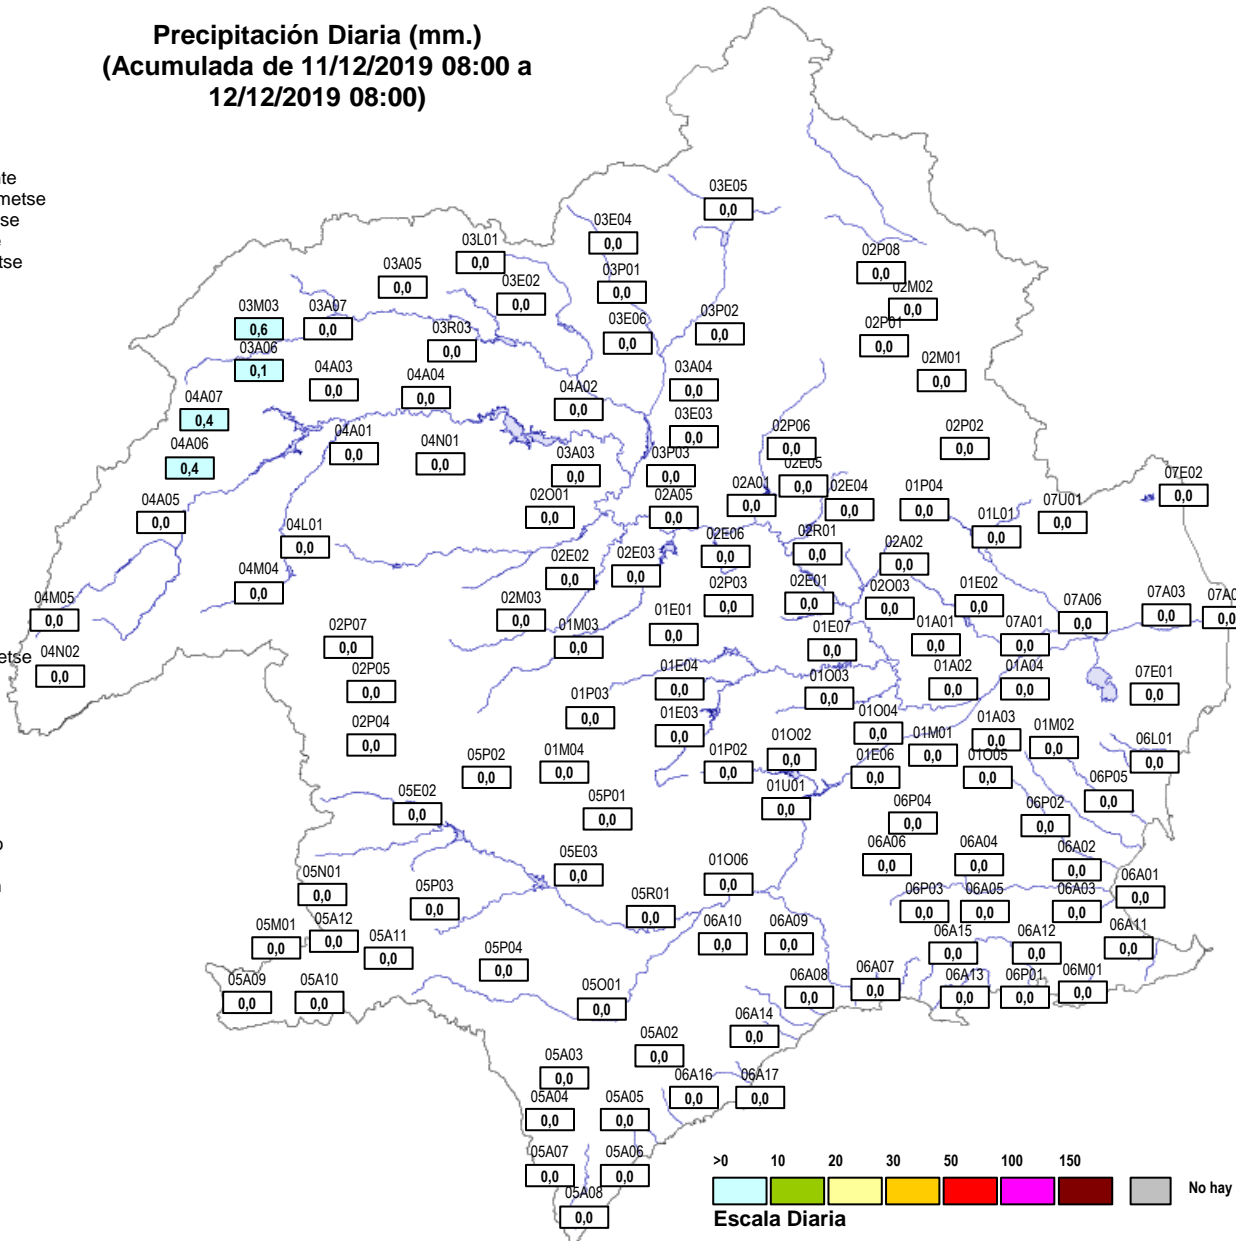 Precipitación Diaria (mm.)
(Acumulada de 11/12/2019 08:00 a
12/12/2019 08:00)
03E05
0,0
03E04
0,0
03L01
0,0
02P08
0,0
03A05
0,0
03P01
0,0
03E02
0,0
02M02
0,0
03M03
0,6
03A07
0,0
03E06
0,0
03P02
0,0
02P01
0,0
03R03
0,0
03A06
0,1
02M01
0,0
04A03
0,0
04A04
0,0
03A04
0,0
04A02
0,0
04A07
0,4
03E03
0,0
04A01
0,0
02P06
0,0
02P02
0,0
04N01
0,0
04A06
0,4
03A03
0,0
03P03
0,0
02E05
0,0
07E02
0,0
02A01
0,0
02E04
0,0
01P04
0,0
04A05
0,0
02O01
0,0
02A05
0,0
07U01
0,0
01L01
0,0
04L01
0,0
02E06
0,0
02R01
0,0
02A02
0,0
02E02
0,0
02E03
0,0
04M04
0,0
02P03
0,0
02E01
0,0
02O03
0,0
01E02
0,0
04M05
0,0
02M03
0,0
01E01
0,0
07A06
0,0
07A03
0,0
07A0
0,0
02P07
0,0
01M03
0,0
01E07
0,0
01A01
0,0
07A01
0,0
04N02
0,0
02P05
0,0
01E04
0,0
01O03
0,0
01A02
0,0
01A04
0,0
07E01
0,0
01P03
0,0
02P04
0,0
01E03
0,0
01O04
0,0
01A03
0,0
01M02
0,0
05P02
0,0
01M04
0,0
01P02
0,0
01O02
0,0
01M01
0,0
01E06
0,0
01O05
0,0
06L01
0,0
05E02
0,0
05P01
0,0
01U01
0,0
06P04
0,0
06P02
0,0
06P05
0,0
05E03
0,0
01O06
0,0
06A06
0,0
06A04
0,0
06A02
0,0
05N01
0,0
05P03
0,0
05R01
0,0
06P03
0,0
06A05
0,0
06A03
0,0
06A01
0,0
05M01
0,0
05A12
0,0
05A11
0,0
06A10
0,0
06A09
0,0
06A15
0,0
06A12
0,0
06A11
0,0
05P04
0,0
05A09
0,0
05A10
0,0
05O01
0,0
06A08
0,0
06A07
0,0
06A13
0,0
06P01
0,0
06M01
0,0
05A02
0,0
06A14
0,0
05A03
0,0
06A16
0,0
06A17
0,0
05A04
0,0
05A05
0,0
05A07
0,0
05A06
0,0
05A08
0,0
>0 10 20 30 50 100 150
No hay
Escala Diaria